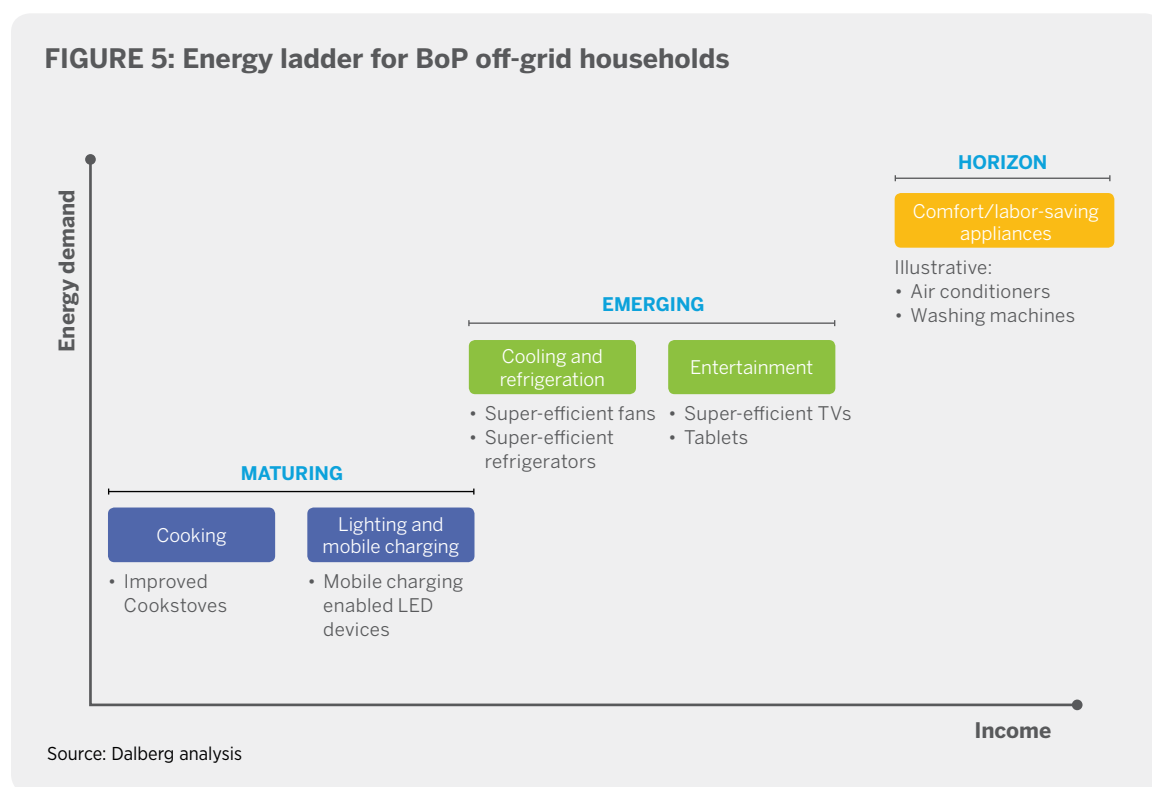 FIGURE 5: Energy ladder for BoP off-grid households
HORIZON
Comfort/labor-saving
appliances
Illustrative:
• Air conditioners
• Washing machines
Energy demand
EMERGING
Cooling and
refrigeration
• Super-efficient fans
• Super-efficient
refrigerators
Entertainment
• Super-efficient TVs
• Tablets
MATURING
Cooking
• Improved
Cookstoves
Lighting and
mobile charging
• Mobile charging
enabled LED
devices
Income
Source: Dalberg analysis